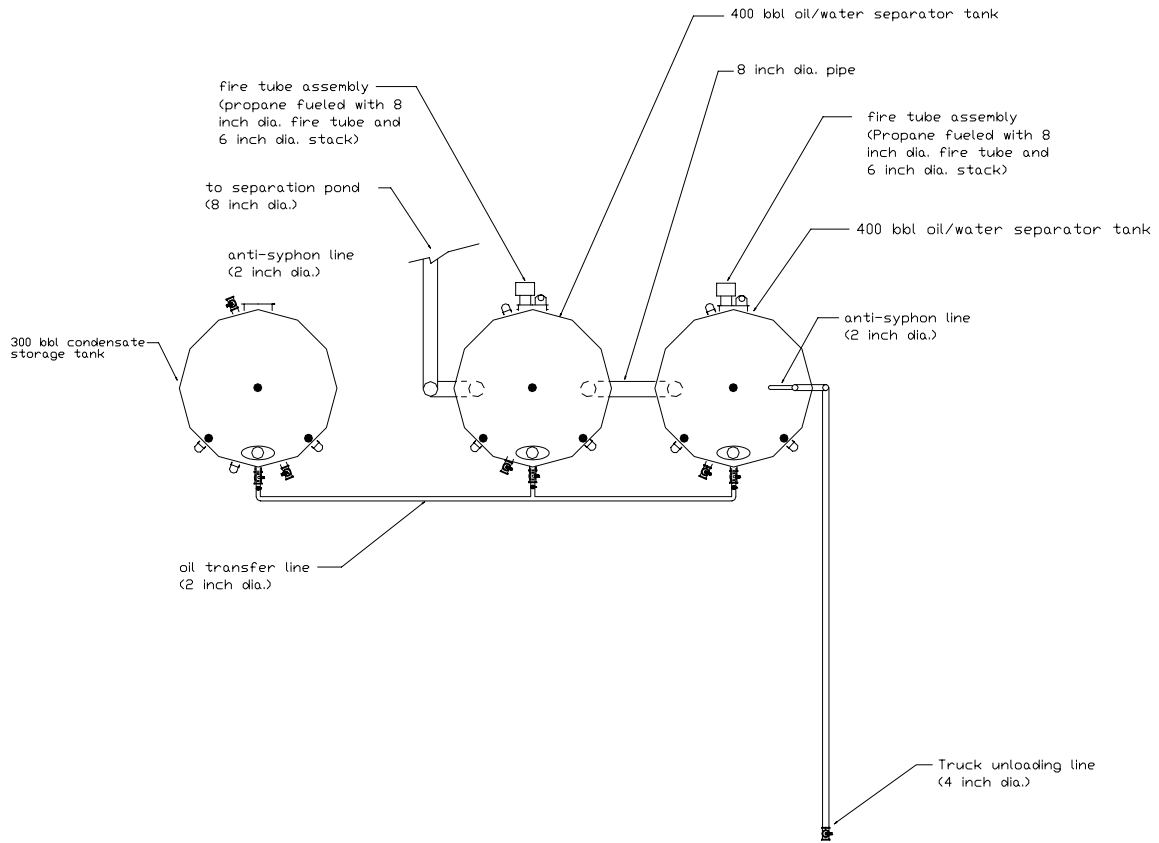 400 bbl oil/water separator tank
8 inch dia. pipe
fire tube assembly
(propane fueled with 8
inch dia. fire tube and
6 inch dia. stack)
fire tube assembly
(Propane fueled with 8
inch dia. fire tube and
6 inch dia. stack)
to separation pond
(8 inch dia.)
400 bbl oil/water separator tank
anti-syphon line
(2 inch dia.)
anti-syphon line
(2 inch dia.)
300 bbl condensate
storage tank
oil transfer line
(2 inch dia.)
Truck unloading line
(4 inch dia.)